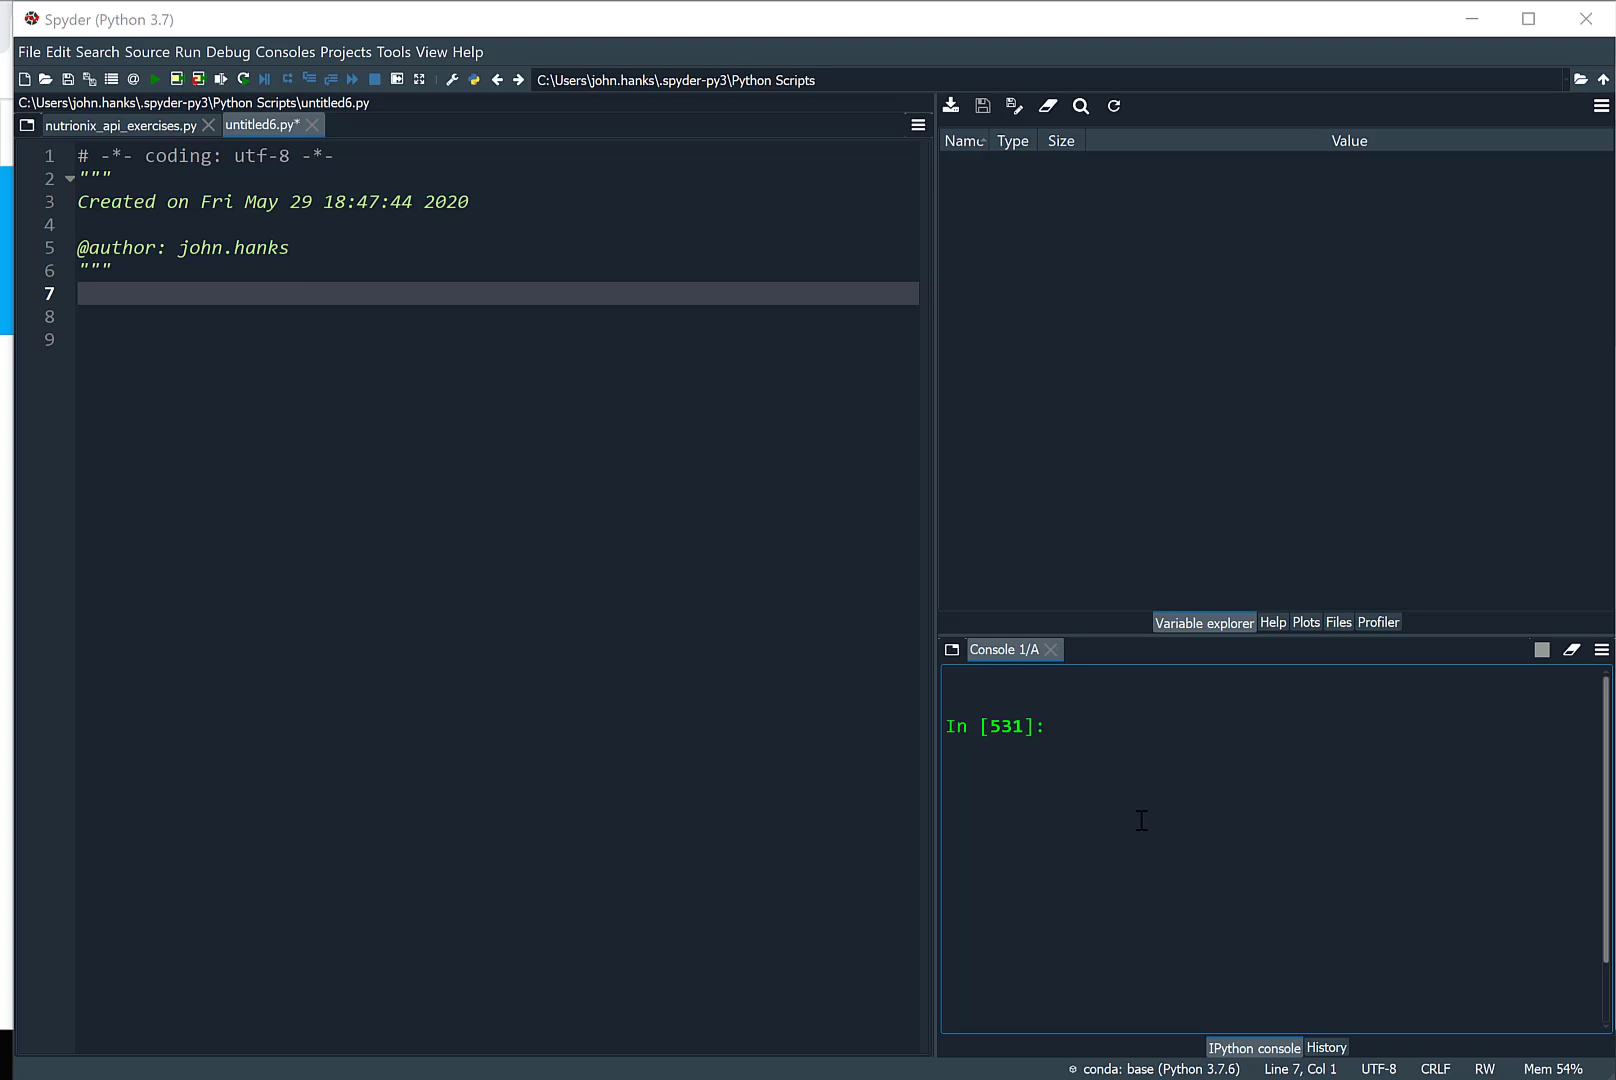 Spyder (Python 3.7)
File Edit Search Source Run Debug Consoles Projects Tools View Help
C:\Users\john.hanks\.spyder-py3\Python Scripts
C:\Users\john.hanks\.spyder-py3\Python Scripts\untitled6.py
nutrionix_api_exercises.py untitled6.py*
1 # -*- coding: utf-8 -*-
2 """
3 Created on Fri May 29 18:47:44 2020
4
5 @author: john.hanks
6 """
7
8
9
Name Type Size Value
Variable explorer Help Plots Files Profiler
Console 1/A
In [531]:
IPython console History
conda: base (Python 3.7.6) Line 7, Col 1 UTF-8 CRLF RW Mem 54%